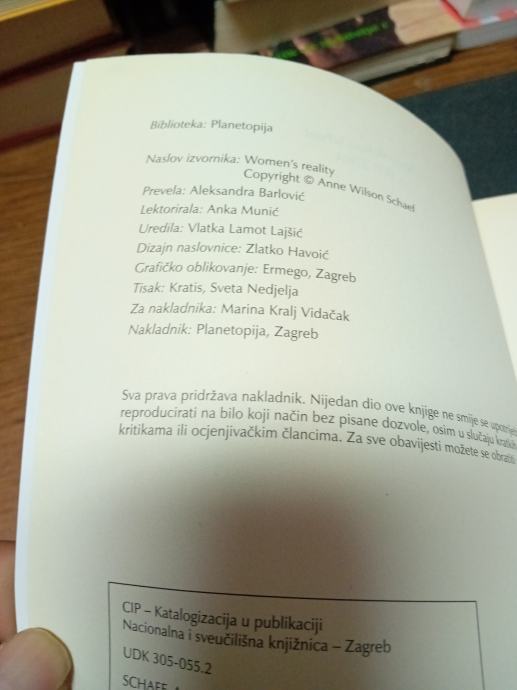 Biblioteka: Planetopija
Naslov izvornika: Women's reality
Copyright © Anne Wilson Schaef
Prevela: Aleksandra Barlović
Lektorirala: Anka Munić
Uredila: Vlatka Lamot Lajšić
Dizajn naslovnice: Zlatko Havoić
Grafičko oblikovanje: Ermego, Zagreb
Tisak: Kratis, Sveta Nedjelja
Za nakladnika: Marina Kralj Vidačak
Nakladnik: Planetopija, Zagreb
Sva prava pridržava nakladnik. Nijedan dio ove knjige ne smije se
reproducirati na bilo koji način bez pisane dozvole, osim u slučaju kratkih
kritikama ili ocjenjivačkim člancima. Za sve obavijesti možete se obratiti
CIP – Katalogizacija u publikaciji
Nacionalna i sveučilišna knjižnica – Zagreb
UDK 305-055.2
SCHAEF, A